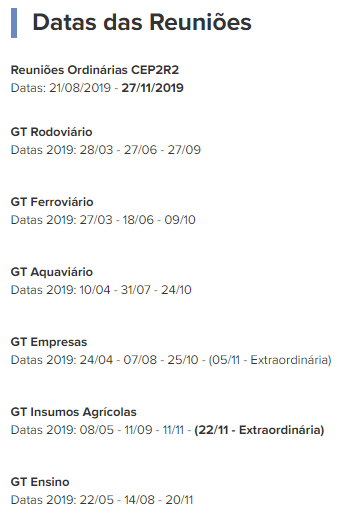 Datas das Reuniões
Reuniões Ordinárias CEP2R2
Datas: 21/08/2019 - 27/11/2019
GT Rodoviário
Datas 2019: 28/03 - 27/06 - 27/09
GT Ferroviário
Datas 2019: 27/03 - 18/06 - 09/10
GT Aquaviário
Datas 2019: 10/04 - 31/07 - 24/10
GT Empresas
Datas 2019: 24/04 - 07/08 - 25/10 - (05/11 - Extraordinária)
GT Insumos Agrícolas
Datas 2019: 08/05 - 11/09 - 11/11 - (22/11 - Extraordinária)
GT Ensino
Datas 2019: 22/05 - 14/08 - 20/11